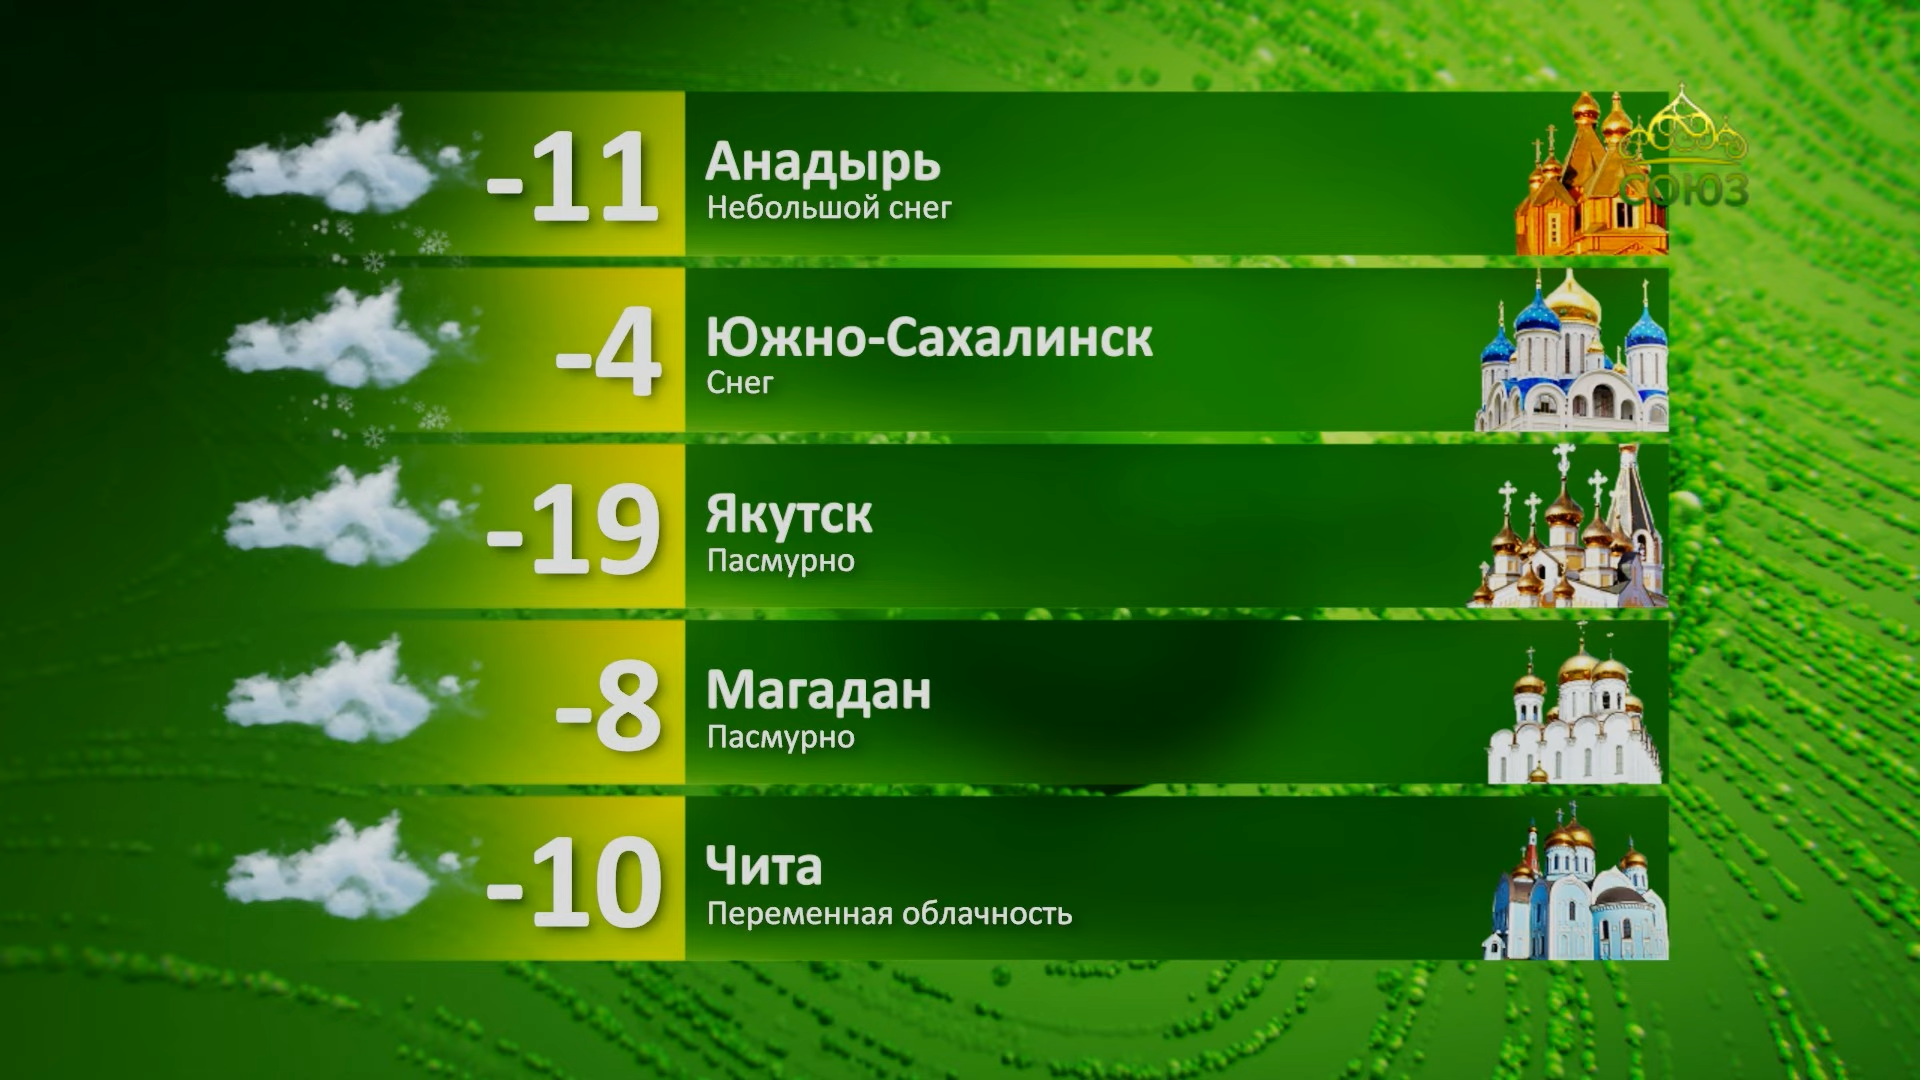 -11
Анадырь
Небольшой снег
СОЮЗ
-4
Южно-Сахалинск
Снег
-19
Якутск
Пасмурно
-8
Магадан
Пасмурно
-10
Чита
Переменная облачность